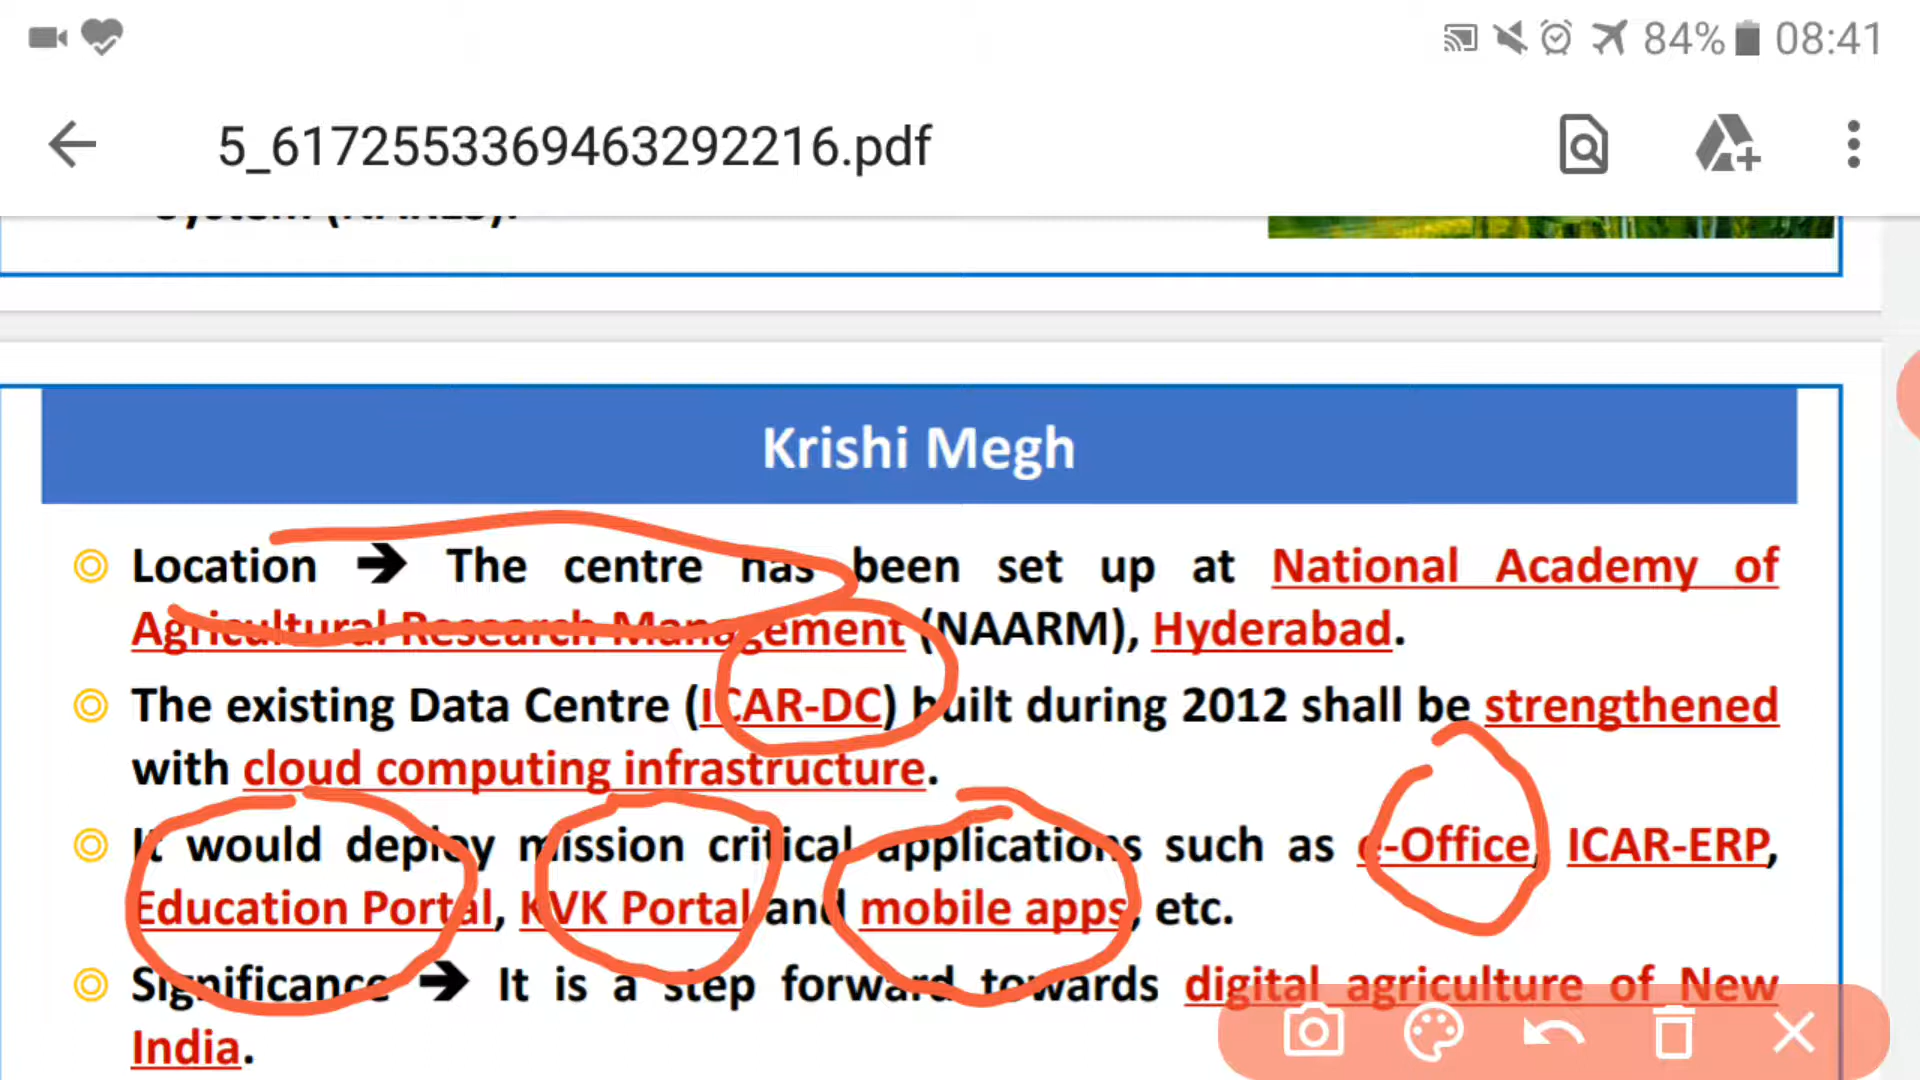 84% 08:41
5_6172553369463292216.pdf
Krishi Megh
Location → The centre has been set up at National Academy of
Agricultural Research Management (NAARM), Hyderabad.
The existing Data Centre (ICAR-DC) built during 2012 shall be strengthened
with cloud computing infrastructure.
It would deploy mission critical applications such as e-Office, ICAR-ERP,
Education Portal, KVK Portal and mobile apps, etc.
Significance → It is a step forward towards digital agriculture of New
India.